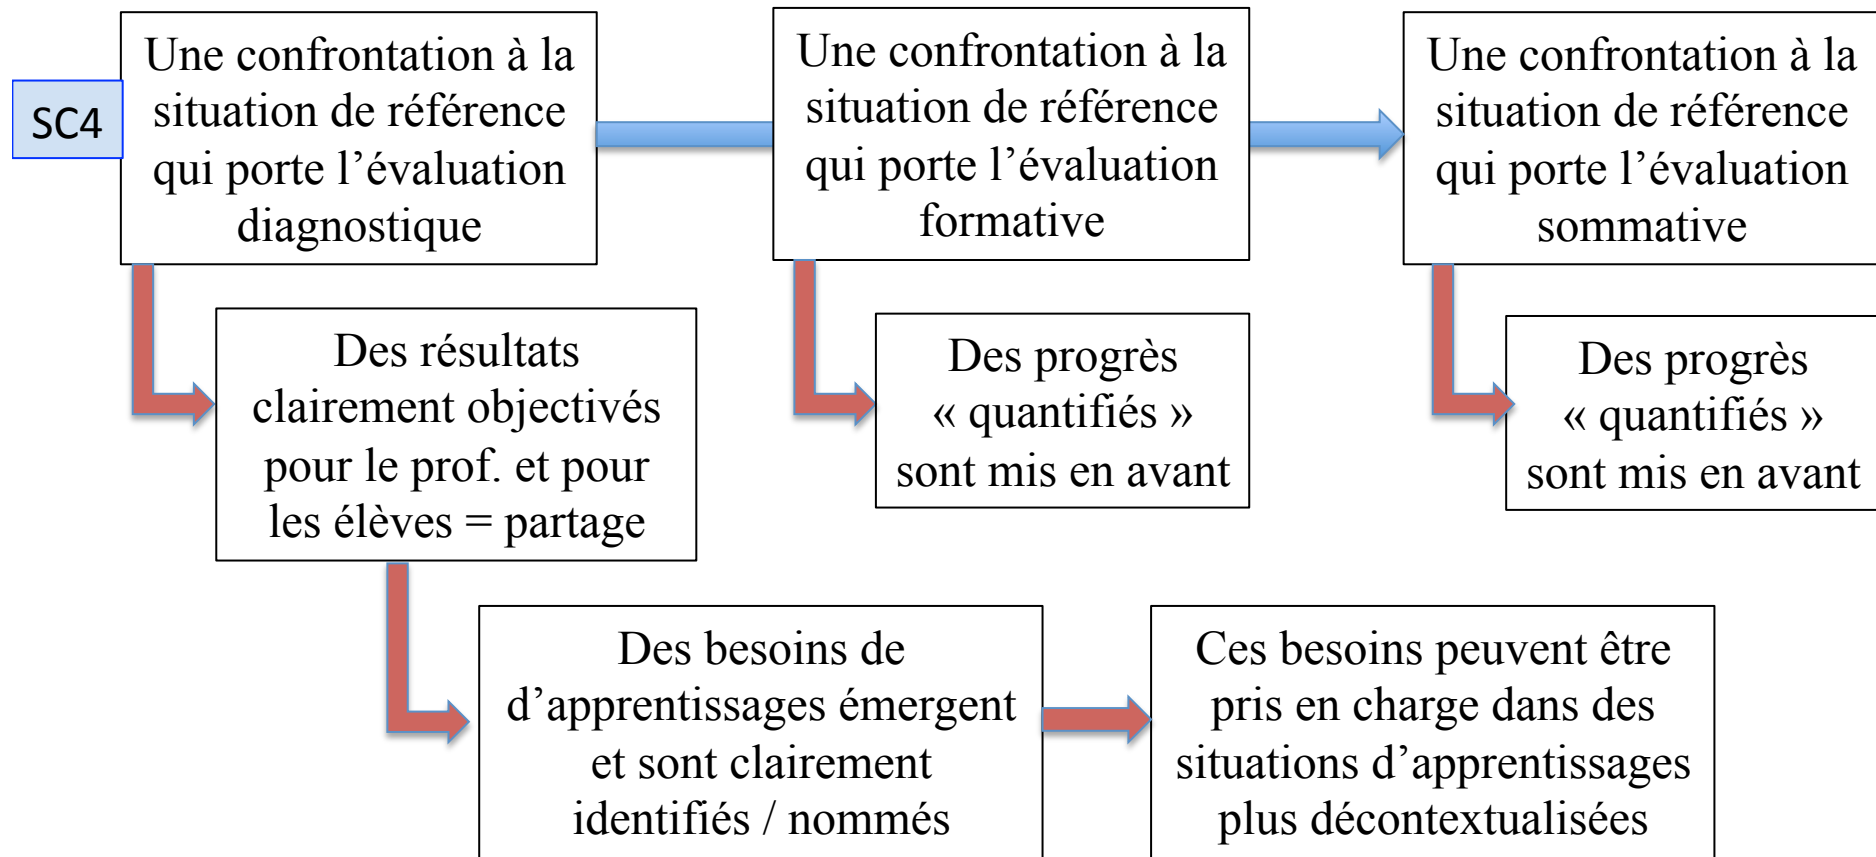 SC4
Une confrontation à la
situation de référence
qui porte l’évaluation
diagnostique
Une confrontation à la
situation de référence
qui porte l’évaluation
formative
Une confrontation à la
situation de référence
qui porte l’évaluation
sommative
Des résultats
clairement objectivés
pour le prof. et pour
les élèves = partage
Des progrès
« quantifiés »
sont mis en avant
Des progrès
« quantifiés »
sont mis en avant
Des besoins de
d’apprentissages émergent
et sont clairement
identifiés / nommés
Ces besoins peuvent être
pris en charge dans des
situations d’apprentissages
plus décontextualisées